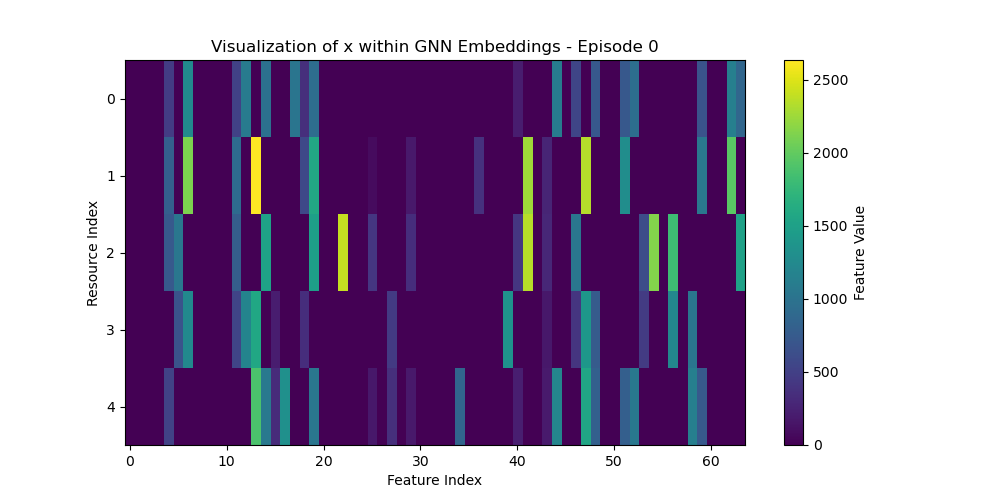 Visualization of x within GNN Embeddings - Episode 0
Resource Index
0
1
2
3
4
0 10 20 30 40 50 60
Feature Index
2500
2000
1500
1000
500
0
Feature Value